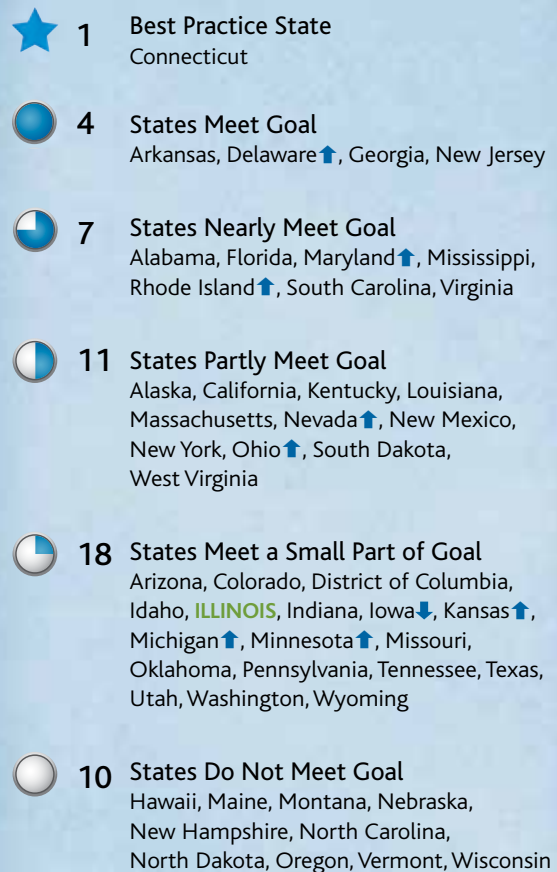 1 Best Practice State
Connecticut
4 States Meet Goal
Arkansas, Delaware⬆, Georgia, New Jersey
7 States Nearly Meet Goal
Alabama, Florida, Maryland⬆, Mississippi,
Rhode Island⬆, South Carolina, Virginia
11 States Partly Meet Goal
Alaska, California, Kentucky, Louisiana,
Massachusetts, Nevada⬆, New Mexico,
New York, Ohio⬆, South Dakota,
West Virginia
18 States Meet a Small Part of Goal
Arizona, Colorado, District of Columbia,
Idaho, ILLINOIS, Indiana, Iowa⬇, Kansas⬆,
Michigan⬆, Minnesota⬆, Missouri,
Oklahoma, Pennsylvania, Tennessee, Texas,
Utah, Washington, Wyoming
10 States Do Not Meet Goal
Hawaii, Maine, Montana, Nebraska,
New Hampshire, North Carolina,
North Dakota, Oregon, Vermont, Wisconsin